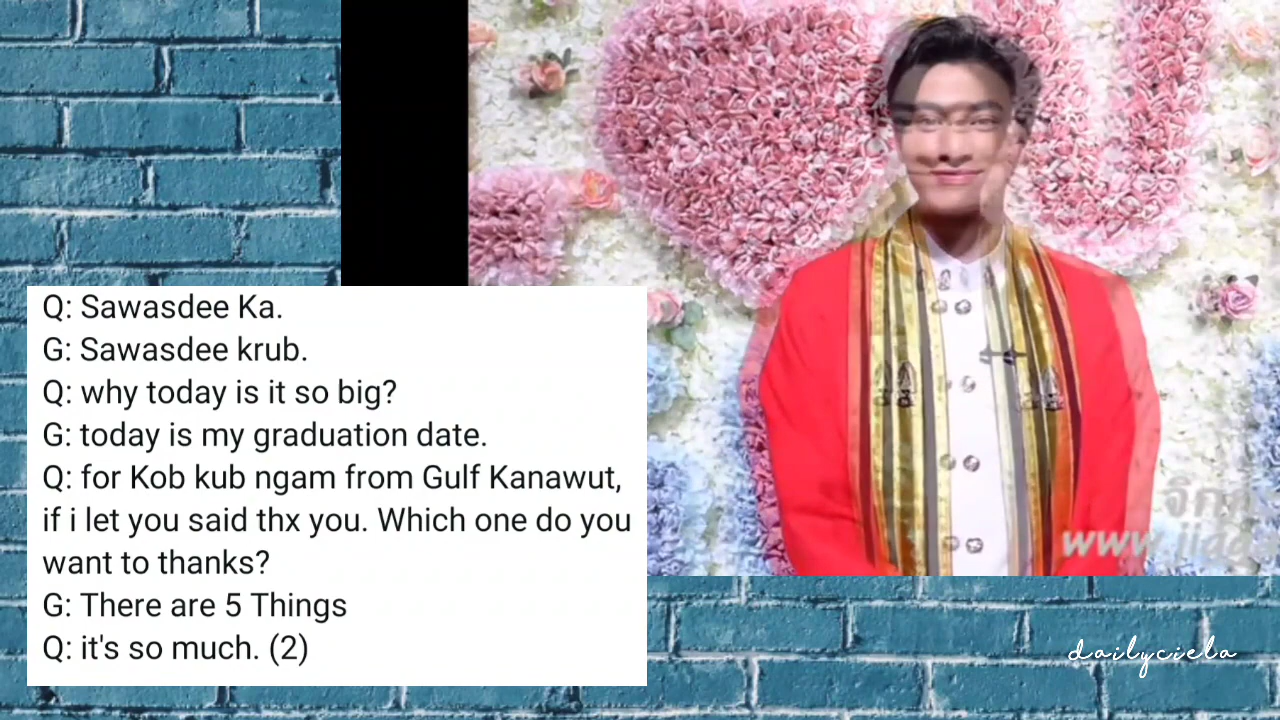 Q: Sawasdee Ka.
G: Sawasdee krub.
Q: why today is it so big?
G: today is my graduation date.
Q: for Kob kub ngam from Gulf Kanawut,
if i let you said thx you. Which one do you
want to thanks?
G: There are 5 Things
Q: it's so much. (2)
dailyciela